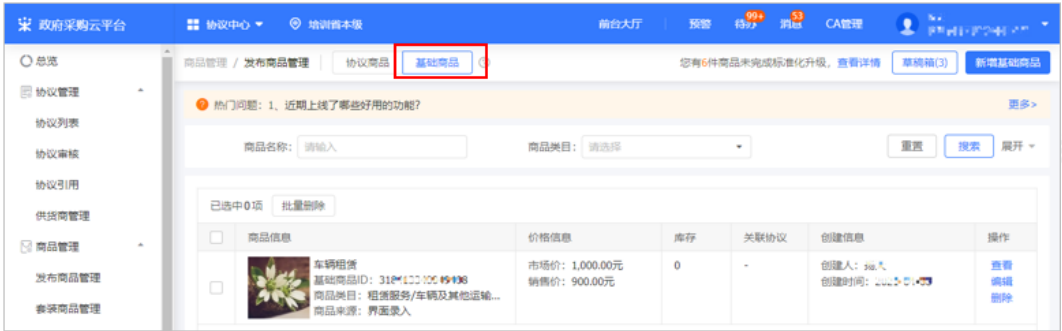 政府采购云平台 协议中心 培训省本级 前台大厅 预警 待办 99+ 消息 53 CA管理
总览
协议管理
协议列表
协议审核
协议引用
供货商管理
商品管理
发布商品管理
套装商品管理
商品管理 / 发布商品管理 协议商品 基础商品 您有6件商品未完成标准化升级，查看详情 草稿箱(3) 新增基础商品
热门问题：1、近期上线了哪些好用的功能? 更多>
商品名称： 请输入 商品类目： 请选择 重置 搜索 展开
已选中0项 批量删除
商品信息 价格信息 库存 关联协议 创建信息 操作
车辆租赁 市场价：1,000.00元 0 - 创建人： 查看
基础商品ID： 销售价：900.00元 创建时间： 编辑
商品类目：租赁服务/车辆及其他运输... 删除
商品来源：界面录入